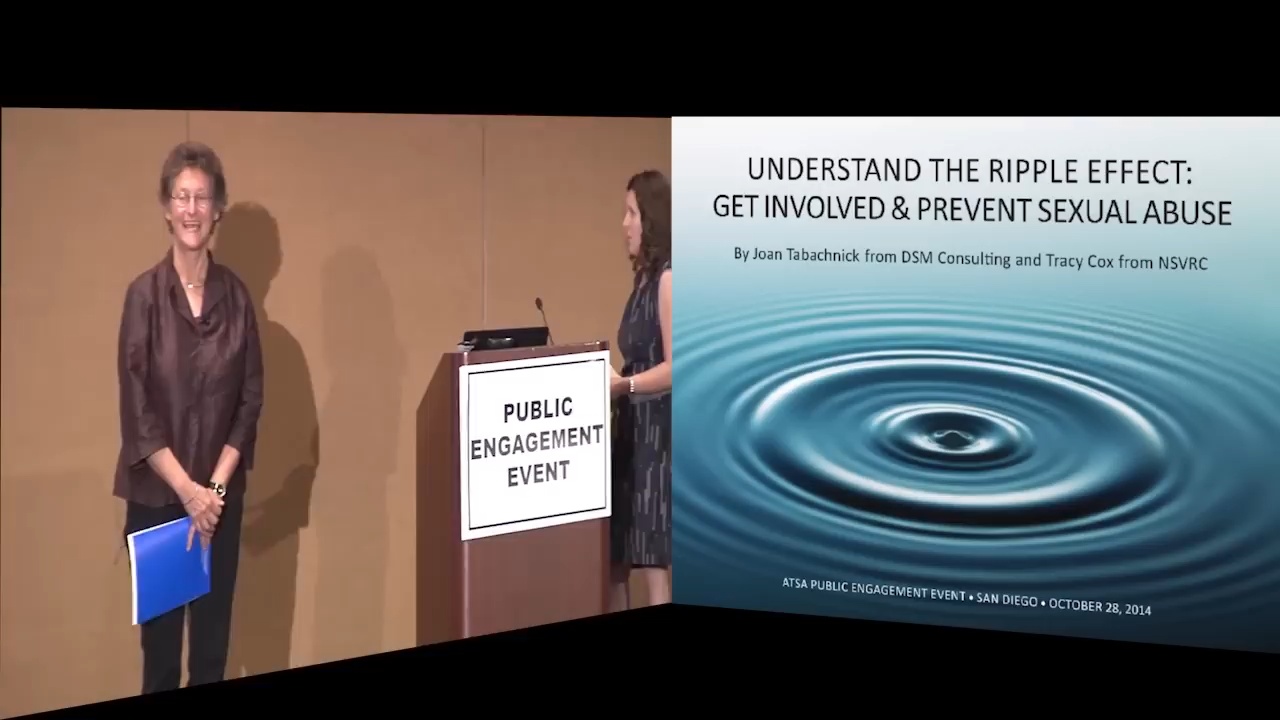 PUBLIC
ENGAGEMENT
EVENT
UNDERSTAND THE RIPPLE EFFECT:
GET INVOLVED & PREVENT SEXUAL ABUSE
By Joan Tabachnick from DSM Consulting and Tracy Cox from NSVRC
ATSA PUBLIC ENGAGEMENT EVENT • SAN DIEGO • OCTOBER 28, 2014